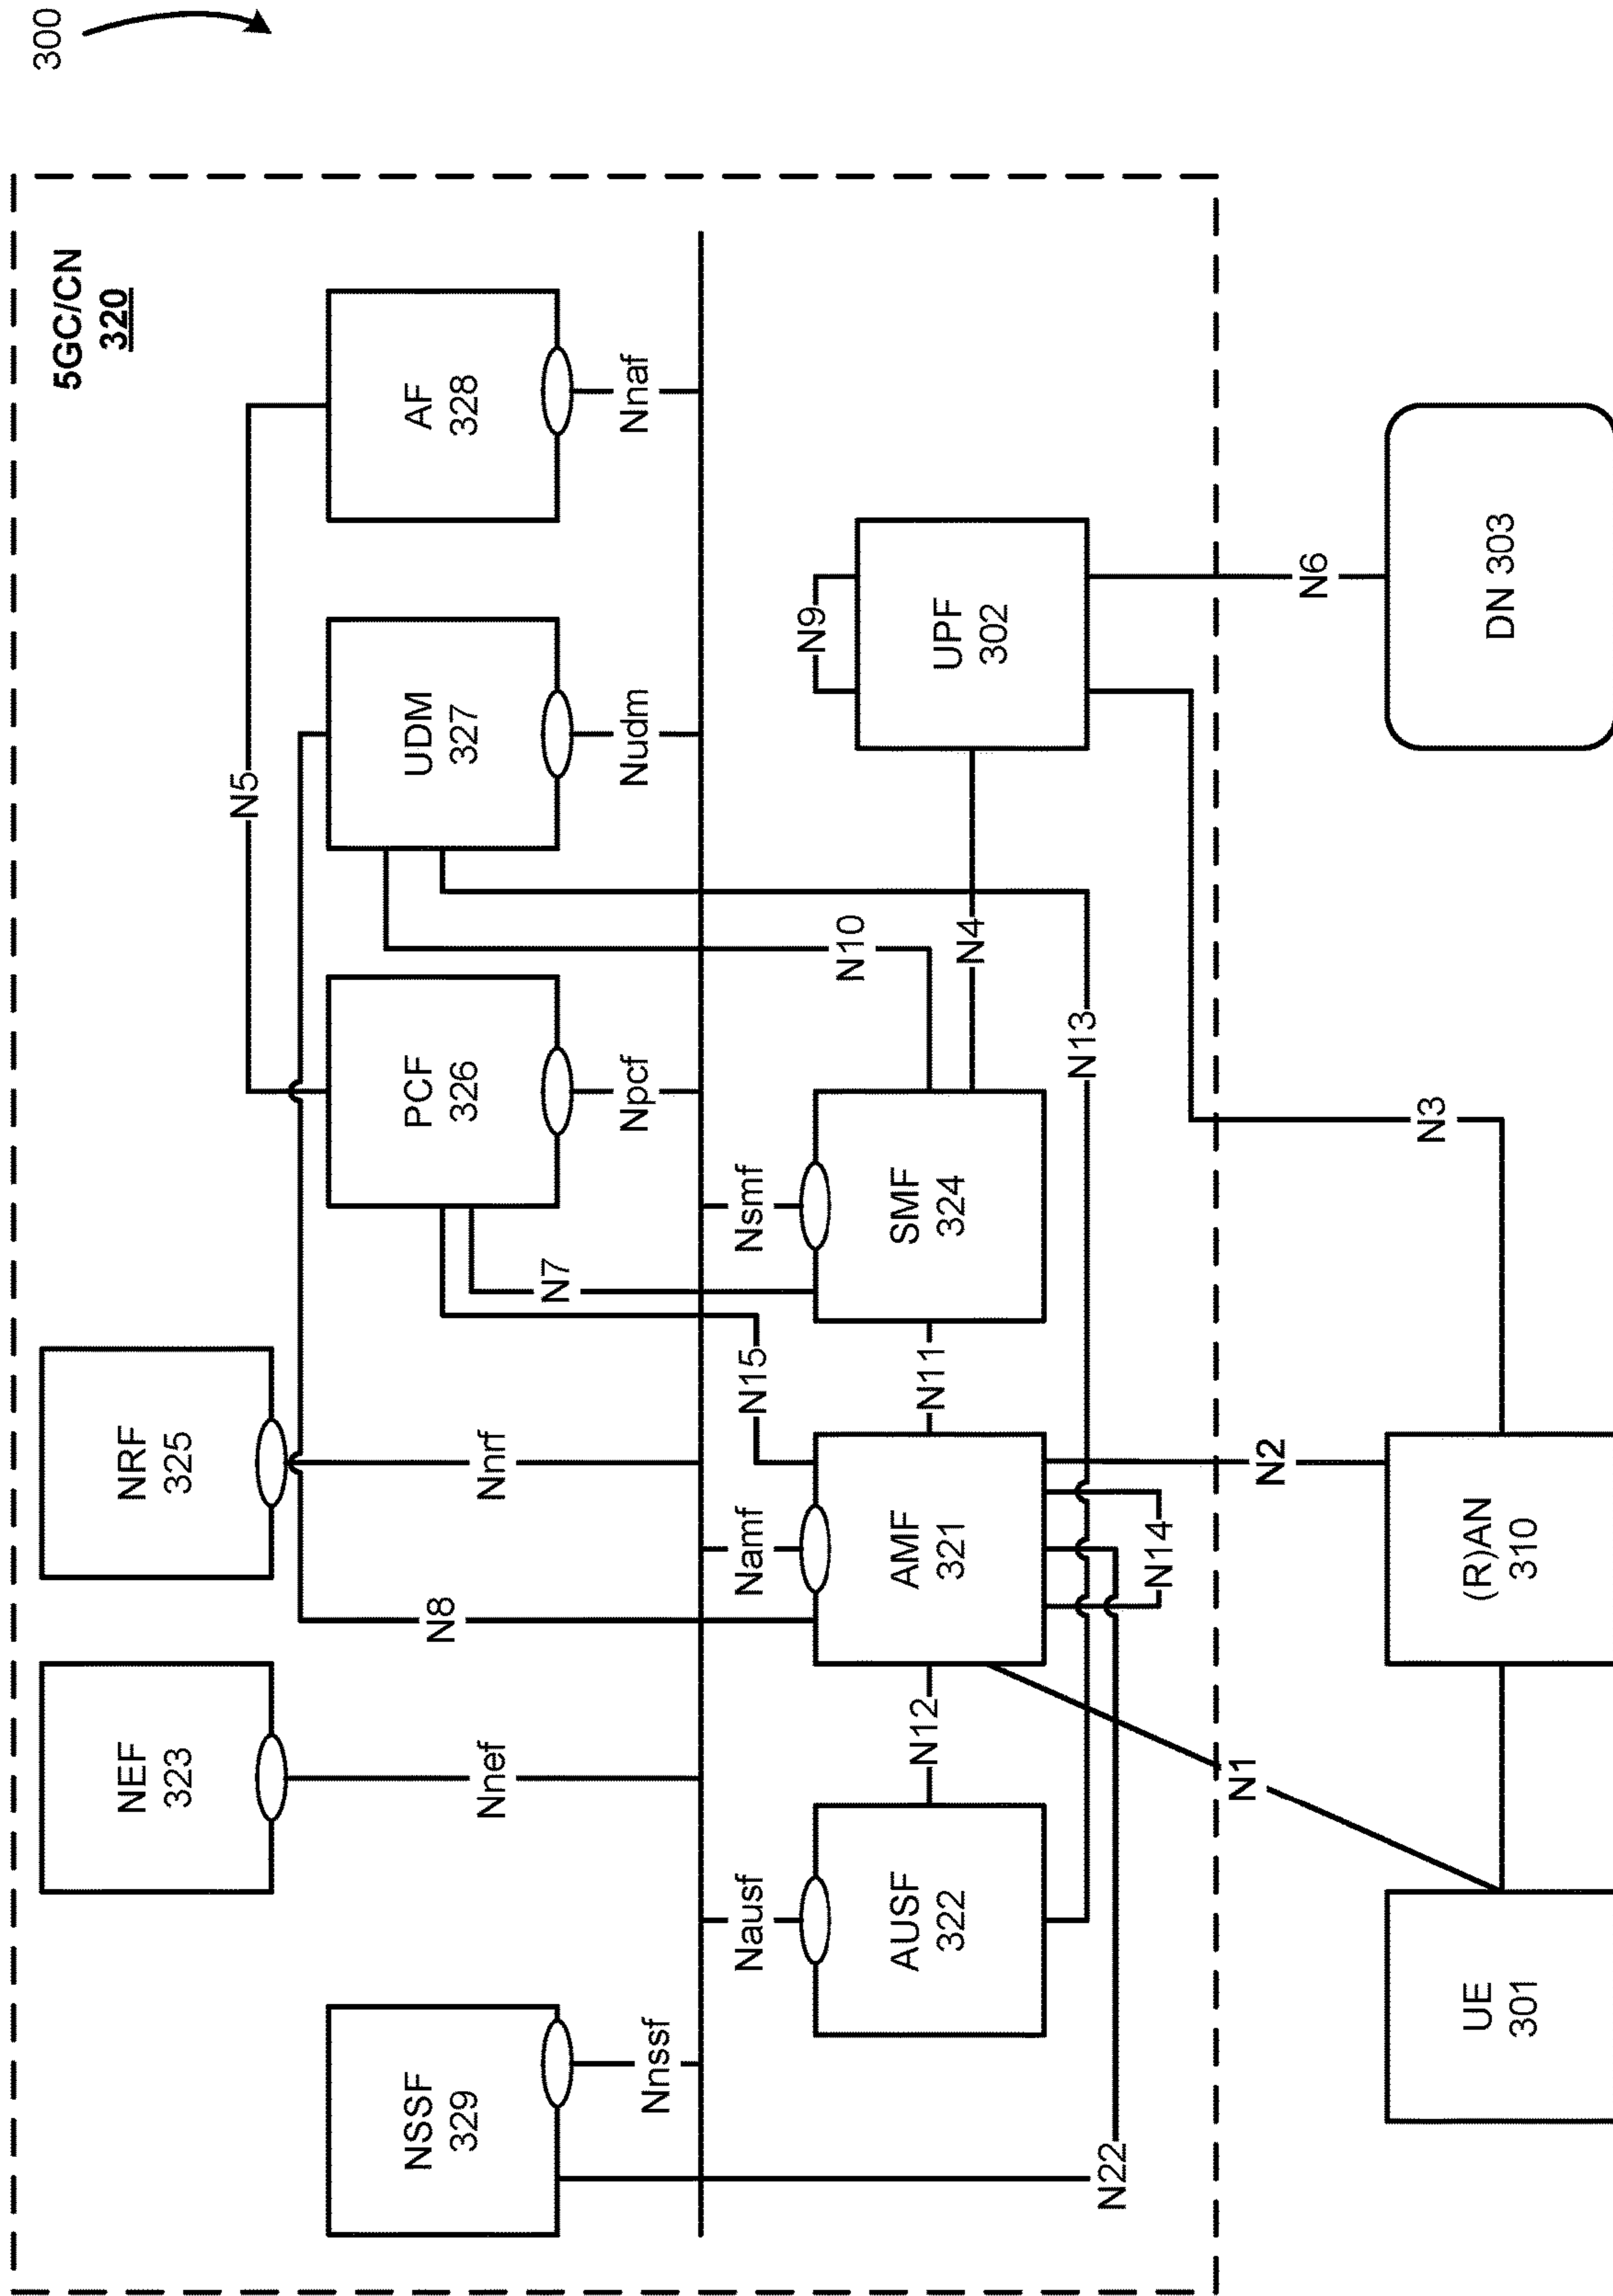 300
5GC/CN
320
NEF
323
NRF
325
N5
N8
NSSF
329
PCF
326
UDM
327
AF
328
Nnssf
Nnef
Nnrf
N7
Npcf
Nudm
Nnaf
Nausf
Namf
N15
Nsmf
N10
N9
AUSF
322
N12
AMF
321
N11
SMF
324
N4
UPF
302
N13
N22
N14
N1
N2
N3
N6
UE
301
(R)AN
310
DN 303